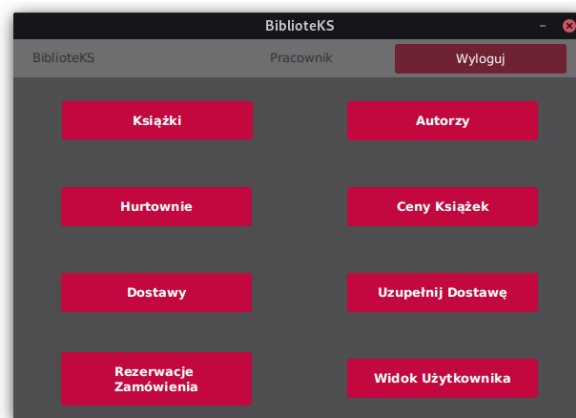 BiblioteKS
BiblioteKS Pracownik Wyloguj
Książki Autorzy
Hurtownie Ceny Książek
Dostawy Uzupełnij Dostawę
Rezerwacje
Zamówienia
Widok Użytkownika